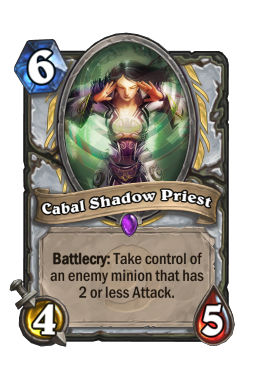 6
Cabal Shadow Priest
Battlecry: Take control of
an enemy minion that has
2 or less Attack.
4
5